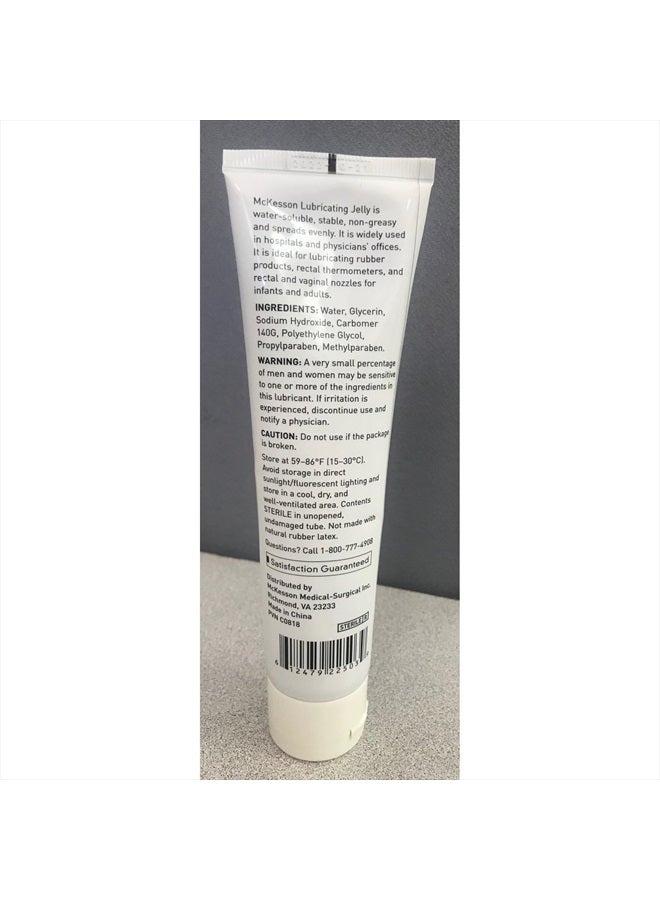 McKesson Lubricating Jelly is
water-soluble, stable, non-greasy
and spreads evenly. It is widely used
in hospitals and physicians' offices.
It is ideal for lubricating rubber
products, rectal thermometers, and
rectal and vaginal nozzles for
infants and adults.
INGREDIENTS: Water, Glycerin,
Sodium Hydroxide, Carbomer
140G, Polyethylene Glycol,
Propylparaben, Methylparaben.
WARNING: A very small percentage
of men and women may be sensitive
to one or more of the ingredients in
this lubricant. If irritation is
experienced, discontinue use and
notify a physician.
CAUTION: Do not use if the package
is broken.
Store at 59–86°F (15–30°C).
Avoid storage in direct
sunlight/fluorescent lighting and
store in a cool, dry, and
well-ventilated area. Contents
STERILE in unopened,
undamaged tube. Not made with
natural rubber latex.
Questions? Call 1-800-777-4908
Satisfaction Guaranteed
Distributed by
McKesson Medical-Surgical Inc.
Richmond, VA 23233
Made in China
PVN C0818
STERILE R
6 12479 22503 0